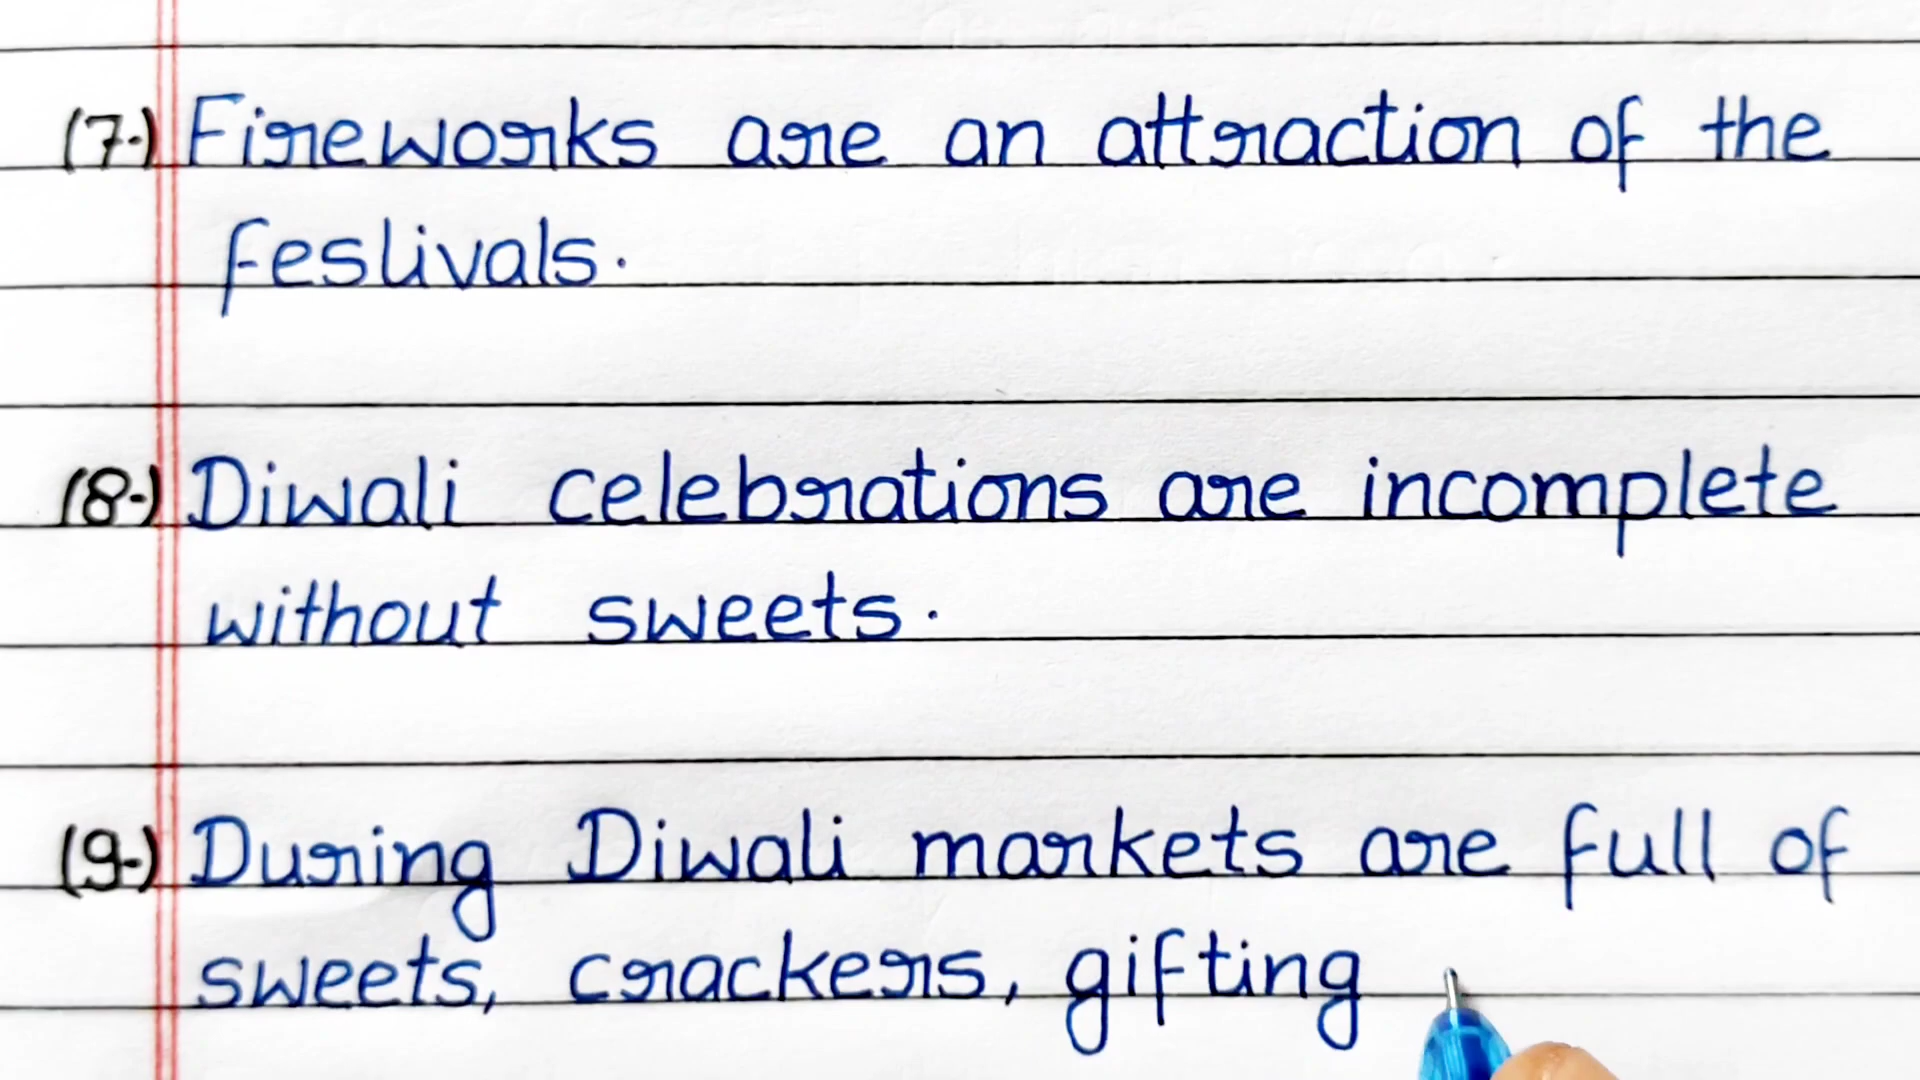 (7.) Fireworks are an attraction of the
festivals.
(8.) Diwali celebrations are incomplete
without sweets.
(9.) During Diwali markets are full of
sweets, crackers, gifting